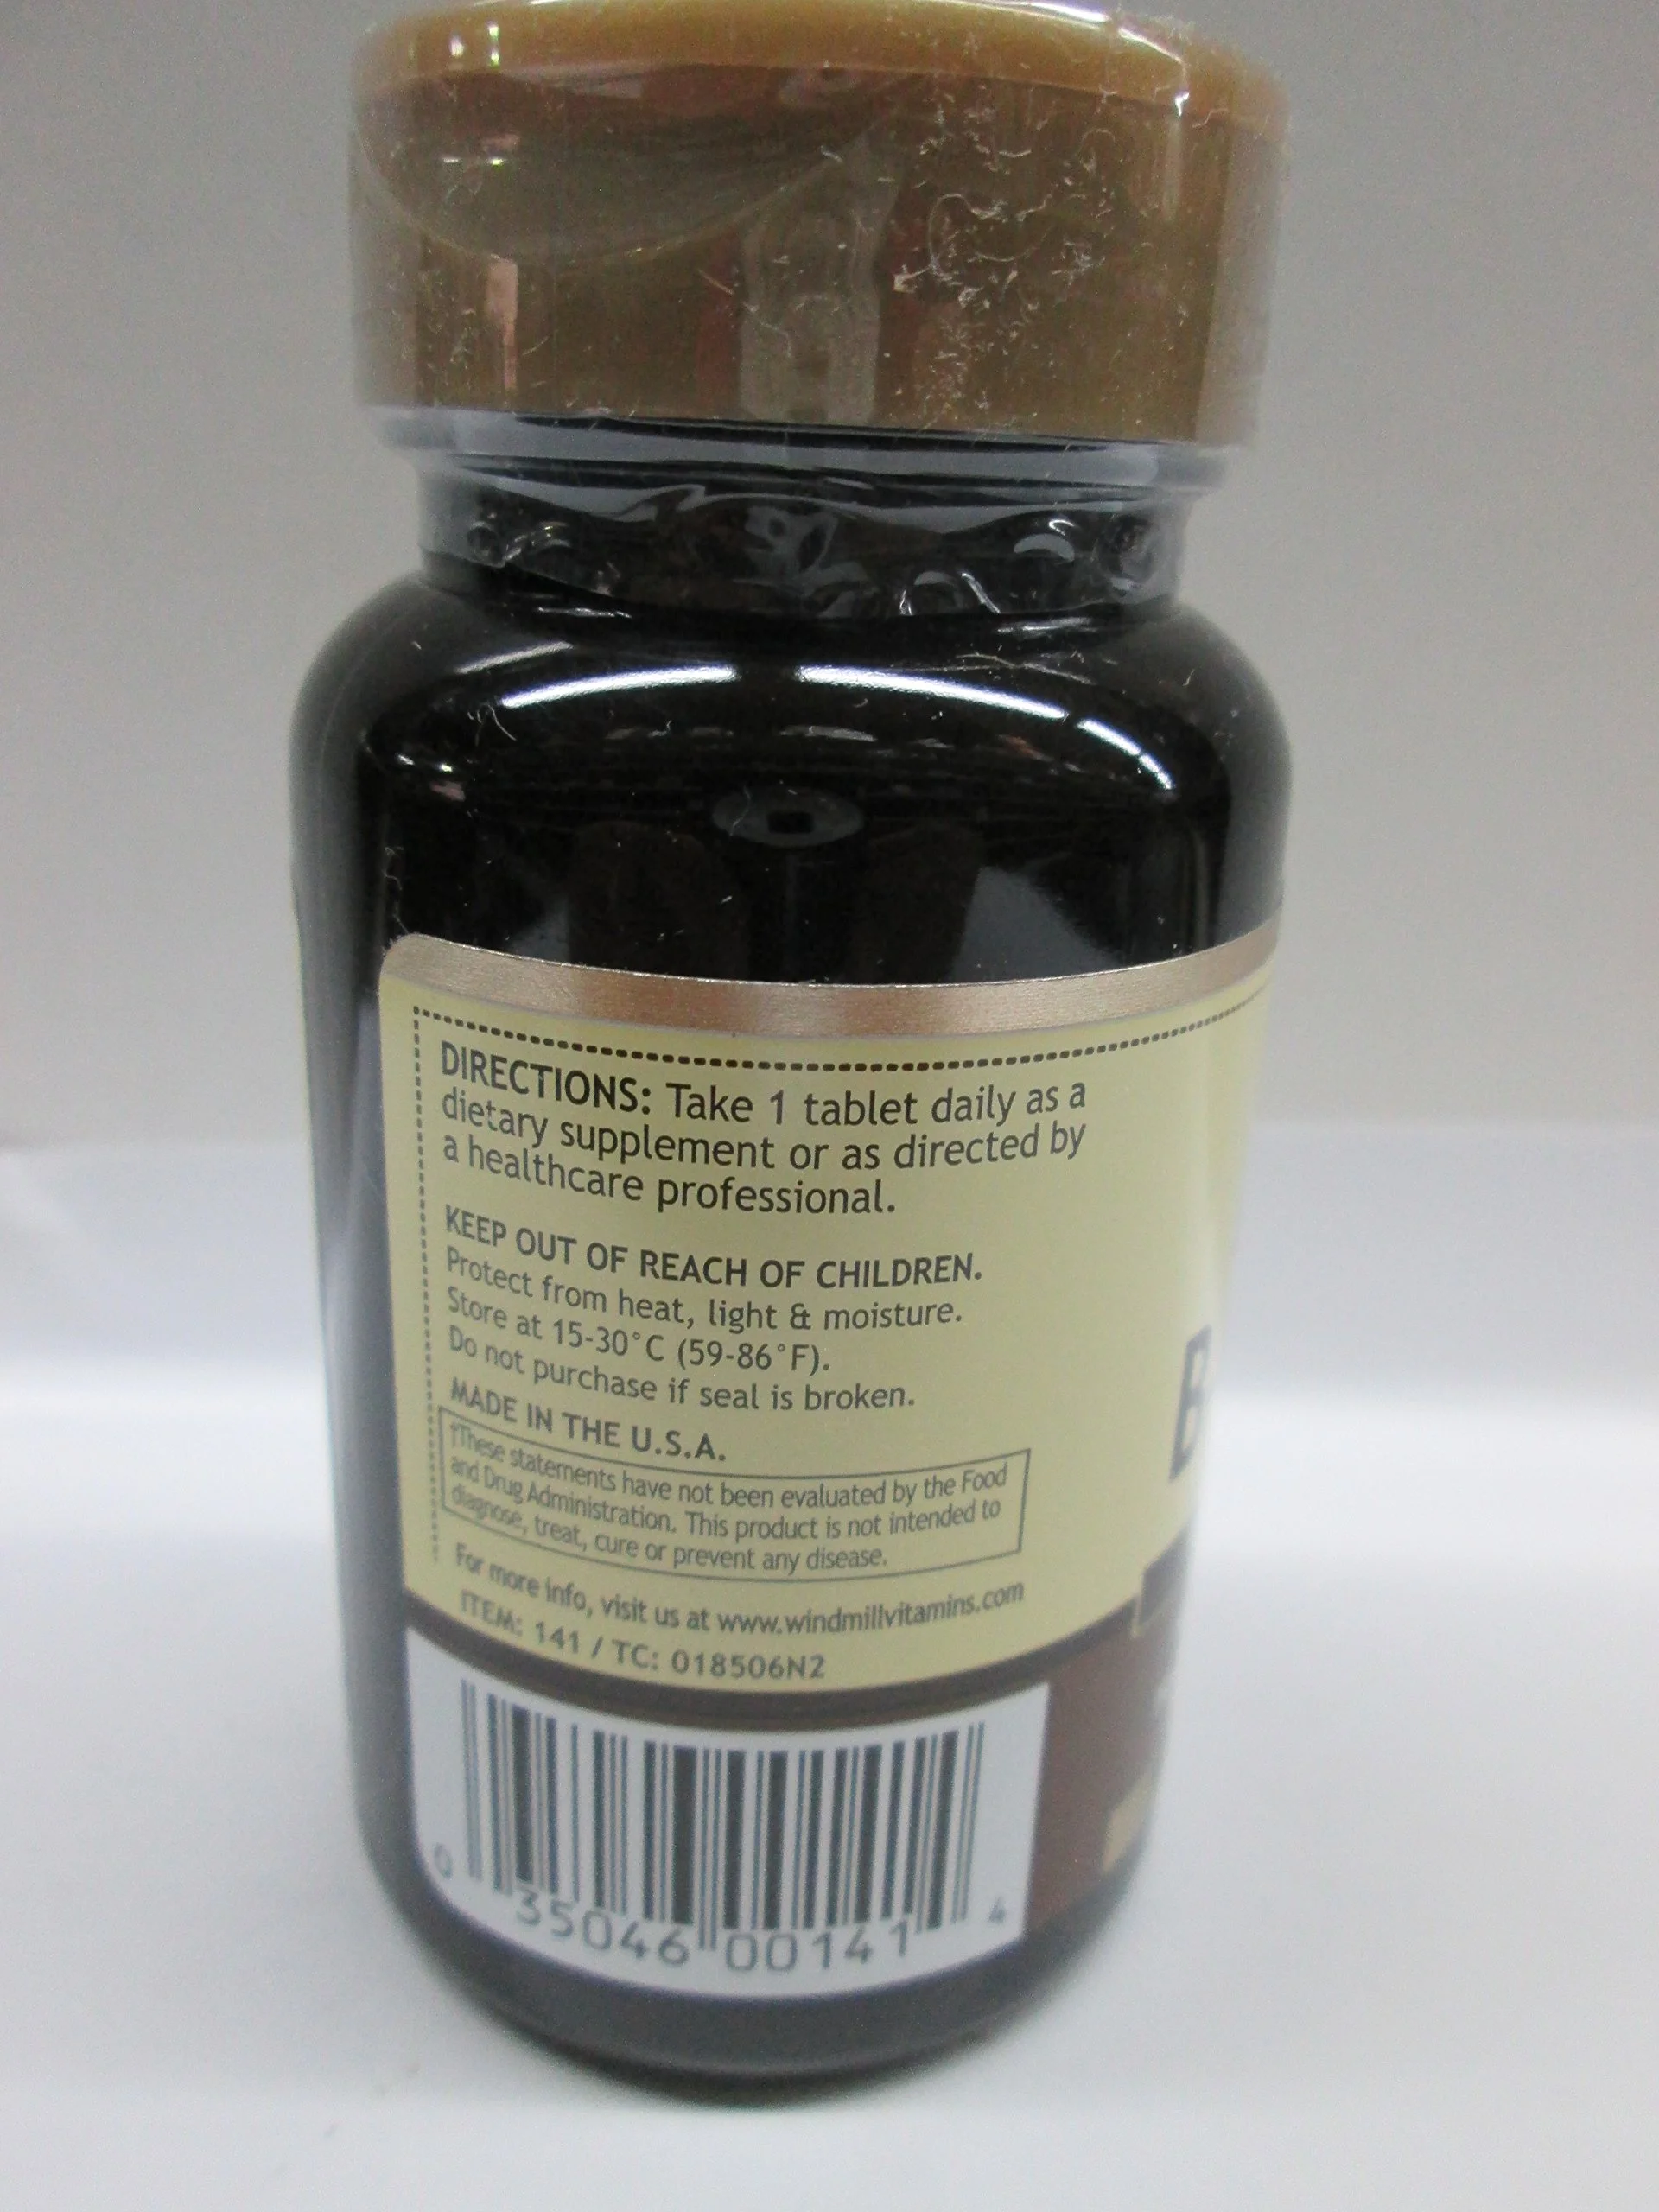 DIRECTIONS: Take 1 tablet daily as a
dietary supplement or as directed by
a healthcare professional.
KEEP OUT OF REACH OF CHILDREN.
Protect from heat, light & moisture.
Store at 15-30°C (59-86°F).
Do not purchase if seal is broken.
MADE IN THE U.S.A.
†These statements have not been evaluated by the Food
and Drug Administration. This product is not intended to
diagnose, treat, cure or prevent any disease.
For more info, visit us at www.windmillvitamins.com
ITEM: 141 / TC: 018506N2
0 35046 00141 4